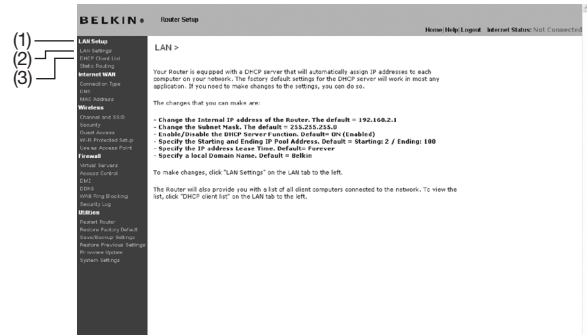 BELKIN
Router Setup
Home|Help|Logout Internet Status: Not Connected
(1)
(2)
(3)
LAN Setup
LAN Settings
DHCP Client List
Static Routing
Internet WAN
Connection Type
DNS
MAC Address
Wireless
Channel and SSID
Security
Guest Access
Wi-Fi Protected Setup
Use as Access Point
Firewall
Virtual Servers
Access Control
DMZ
DDNS
WAN Ping Blocking
Security Log
Utilities
Restart Router
Restore Factory Default
Save/Backup Settings
Restore Previous Settings
Firmware Update
System Settings
LAN >
Your Router is equipped with a DHCP server that will automatically assign IP addresses to each
computer on your network. The factory default settings for the DHCP server will work in most any
application. If you need to make changes to the settings, you can do so.
The changes that you can make are:
- Change the Internal IP address of the Router. The default = 192.168.2.1
- Change the Subnet Mask. The default = 255.255.255.0
- Enable/Disable the DHCP Server Function. Default= ON (Enabled)
- Specify the Starting and Ending IP Pool Address. Default = Starting: 2 / Ending: 100
- Specify the IP address Lease Time. Default= Forever
- Specify a local Domain Name. Default = Belkin
To make changes, click "LAN Settings" on the LAN tab to the left.
The Router will also provide you with a list of all client computers connected to the network. To view the
list, click "DHCP client list" on the LAN tab to the left.